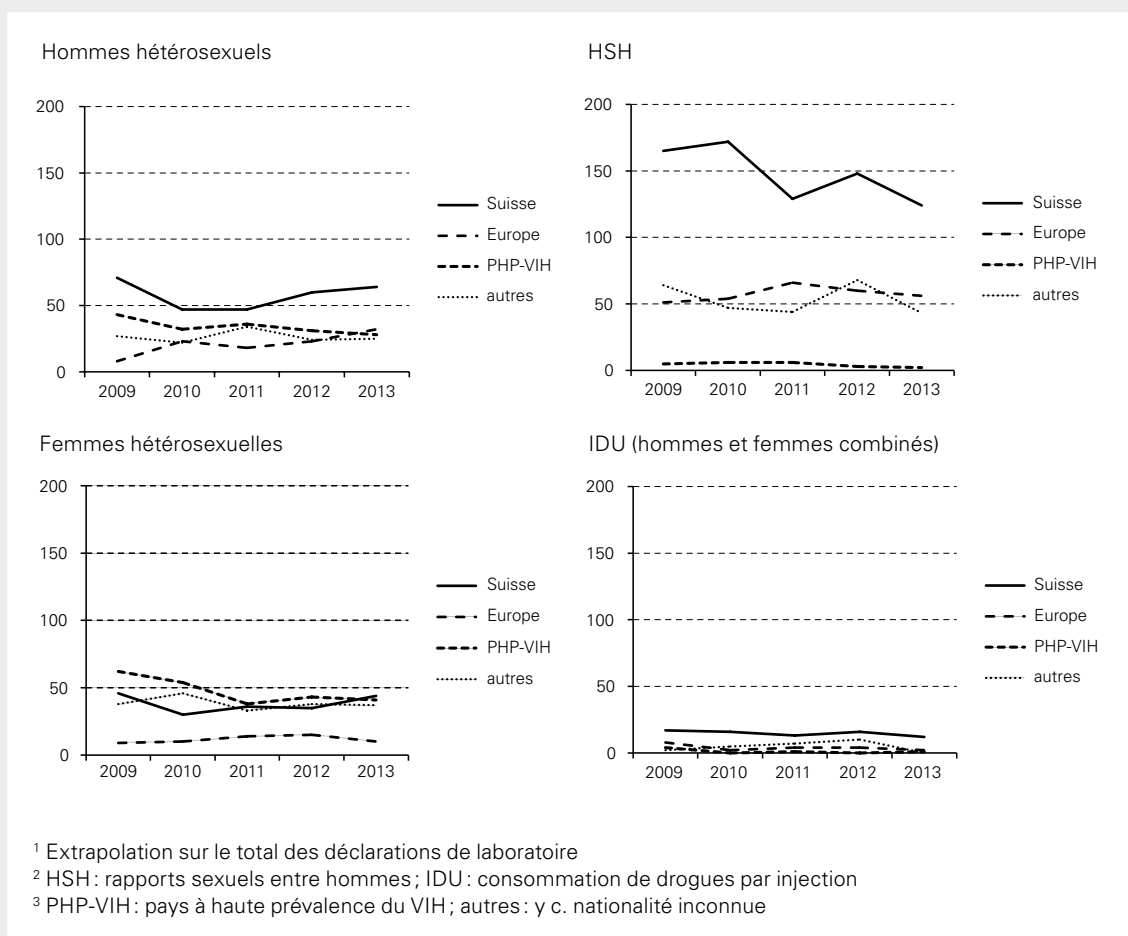 Hommes hétérosexuels
200
150
100
50
0
2009 2010 2011 2012 2013
Suisse
Europe
PHP-VIH
autres
HSH
200
150
100
50
0
2009 2010 2011 2012 2013
Suisse
Europe
PHP-VIH
autres
Femmes hétérosexuelles
200
150
100
50
0
2009 2010 2011 2012 2013
Suisse
Europe
PHP-VIH
autres
IDU (hommes et femmes combinés)
200
150
100
50
0
2009 2010 2011 2012 2013
Suisse
Europe
PHP-VIH
autres
¹ Extrapolation sur le total des déclarations de laboratoire
² HSH : rapports sexuels entre hommes ; IDU : consommation de drogues par injection
³ PHP-VIH : pays à haute prévalence du VIH ; autres : y c. nationalité inconnue